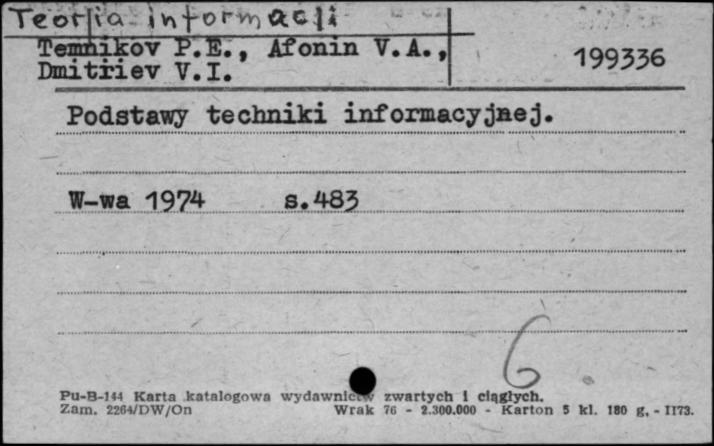 Teoria informacji
Temnikov P.E., Afonin V.A.,
Dmitriev V.I.
199336
Podstawy techniki informacyjnej.
W-wa 1974 s.483
6
Pu-B-144 Karta katalogowa wydawnictw zwartych i ciągłych.
Zam. 2264/DW/On Wrak 76 - 2.300.000 - Karton 5 kl. 180 g, - II73.